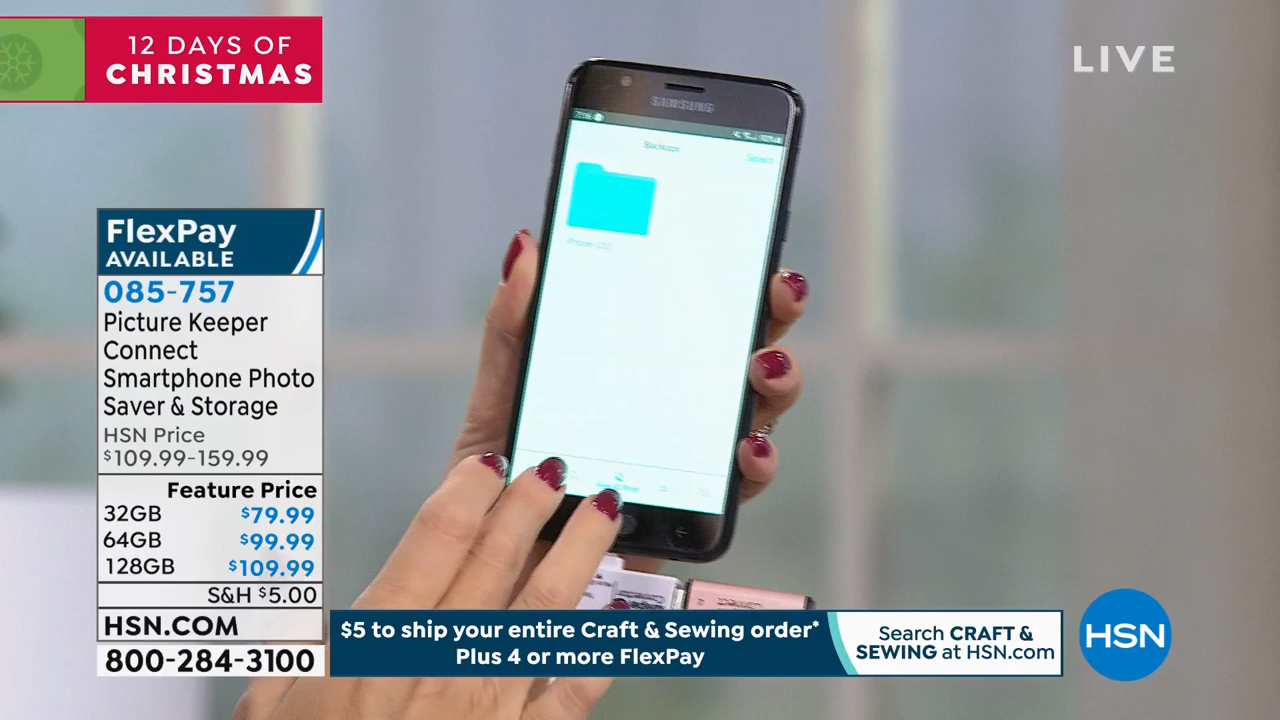 12 DAYS OF
CHRISTMAS
LIVE
SAMSUNG
Backups
Select
FlexPay
AVAILABLE
085-757
Picture Keeper
Connect
Smartphone Photo
Saver & Storage
HSN Price
$109.99-159.99
Feature Price
32GB $79.99
64GB $99.99
128GB $109.99
S&H $5.00
HSN.COM
800-284-3100
$5 to ship your entire Craft & Sewing order*
Plus 4 or more FlexPay
Search CRAFT &
SEWING at HSN.com
HSN